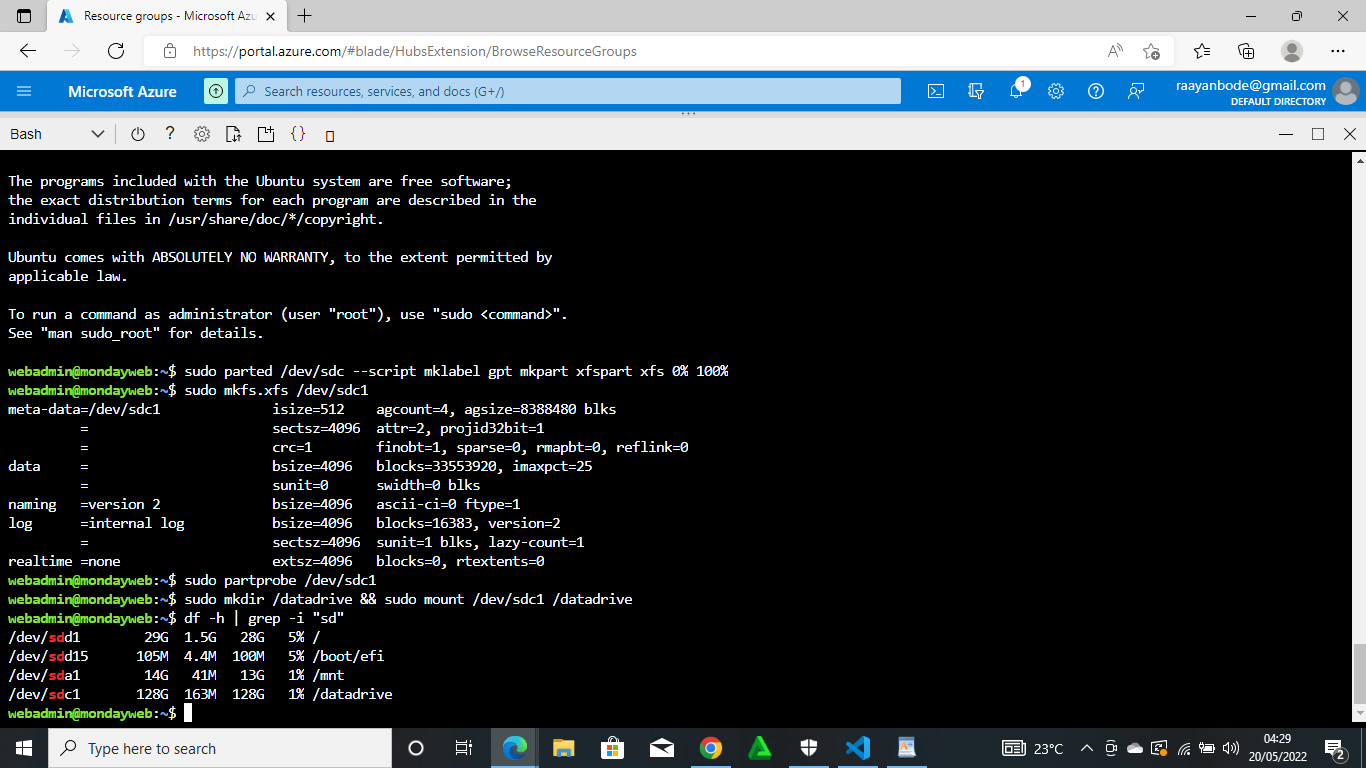 Resource groups - Microsoft Azu
https://portal.azure.com/#blade/HubsExtension/BrowseResourceGroups
Microsoft Azure
Search resources, services, and docs (G+/)
1
raayanbode@gmail.com
DEFAULT DIRECTORY
Bash
The programs included with the Ubuntu system are free software;
the exact distribution terms for each program are described in the
individual files in /usr/share/doc/*/copyright.
Ubuntu comes with ABSOLUTELY NO WARRANTY, to the extent permitted by
applicable law.
To run a command as administrator (user "root"), use "sudo <command>".
See "man sudo_root" for details.
webadmin@mondayweb:~$ sudo parted /dev/sdc --script mklabel gpt mkpart xfspart xfs 0% 100%
webadmin@mondayweb:~$ sudo mkfs.xfs /dev/sdc1
meta-data=/dev/sdc1              isize=512    agcount=4, agsize=8388480 blks
         =                       sectsz=4096  attr=2, projid32bit=1
         =                       crc=1        finobt=1, sparse=0, rmapbt=0, reflink=0
data     =                       bsize=4096   blocks=33553920, imaxpct=25
         =                       sunit=0      swidth=0 blks
naming   =version 2              bsize=4096   ascii-ci=0 ftype=1
log      =internal log           bsize=4096   blocks=16383, version=2
         =                       sectsz=4096  sunit=1 blks, lazy-count=1
realtime =none                   extsz=4096   blocks=0, rtextents=0
webadmin@mondayweb:~$ sudo partprobe /dev/sdc1
webadmin@mondayweb:~$ sudo mkdir /datadrive && sudo mount /dev/sdc1 /datadrive
webadmin@mondayweb:~$ df -h | grep -i "sd"
/dev/sdd1        29G  1.5G   28G   5% /
/dev/sdd15      105M  4.4M  100M   5% /boot/efi
/dev/sda1        14G   41M   13G   1% /mnt
/dev/sdc1       128G  163M  128G   1% /datadrive
webadmin@mondayweb:~$
Type here to search
23°C
04:29
20/05/2022
2